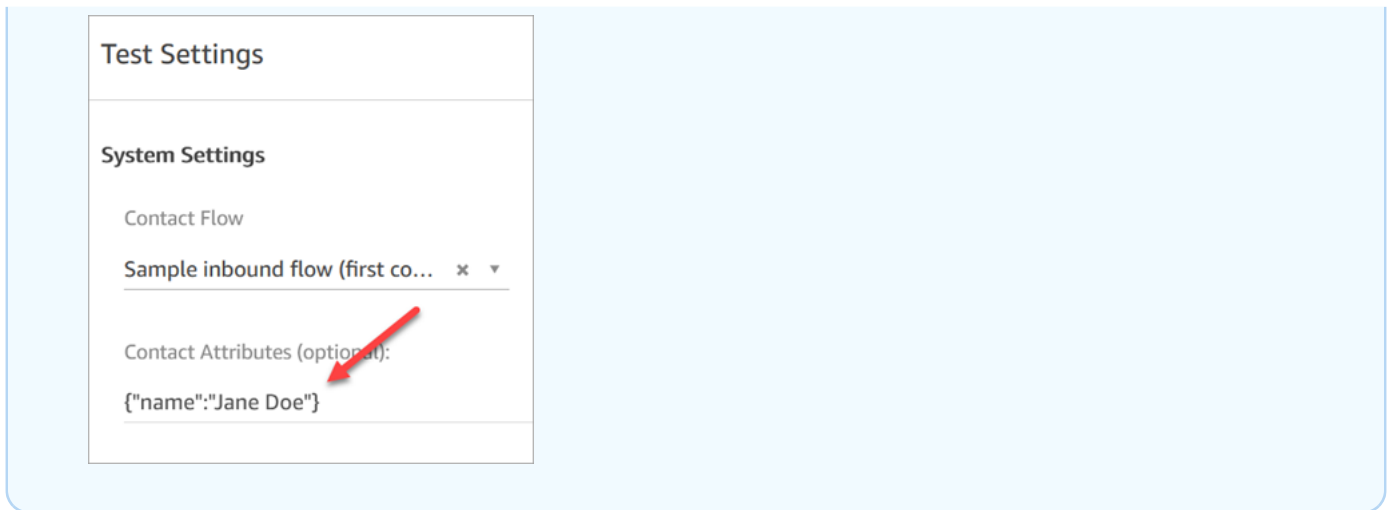 Test Settings
System Settings
Contact Flow
Sample inbound flow (first co...
Contact Attributes (optional):
{"name":"Jane Doe"}